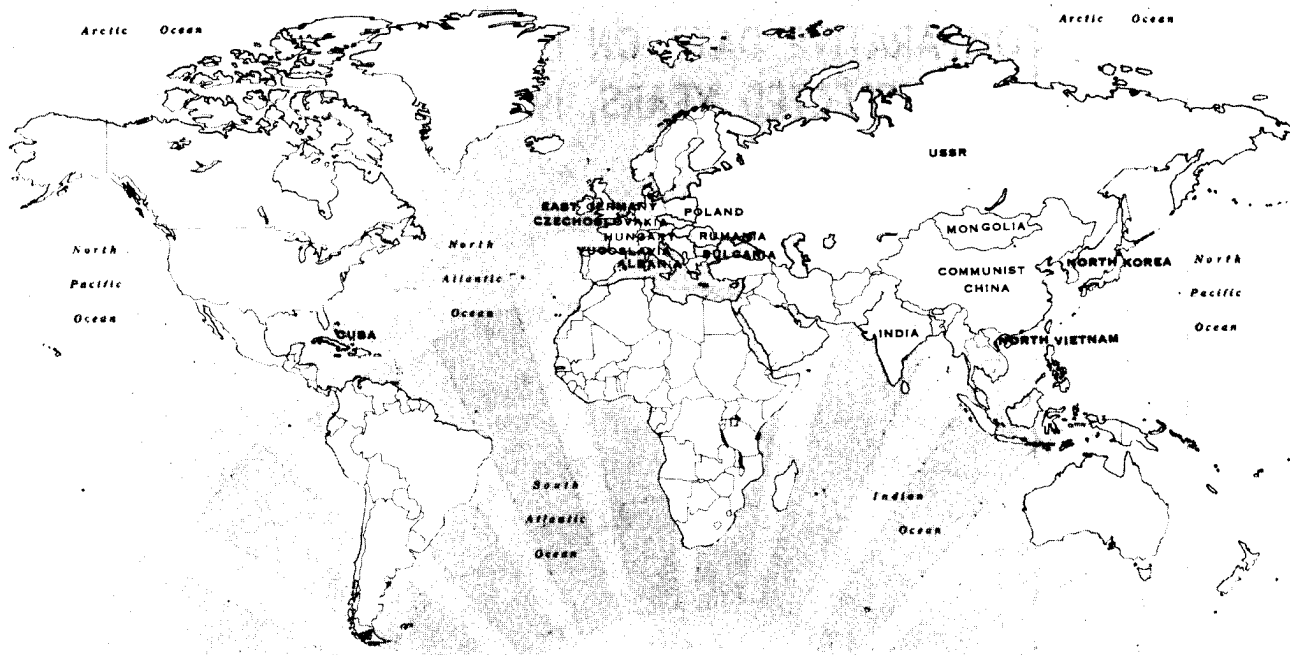 Arctic Ocean
Arctic Ocean
USSR
EAST GERMANY
POLAND
CZECHOSLOVAKIA
HUNGARY
RUMANIA
YUGOSLAVIA
BULGARIA
ALBANIA
MONGOLIA
COMMUNIST
CHINA
NORTH KOREA
North
Pacific
Ocean
North
Atlantic
Ocean
North
Pacific
Ocean
CUBA
INDIA
NORTH VIETNAM
South
Atlantic
Ocean
Indian
Ocean